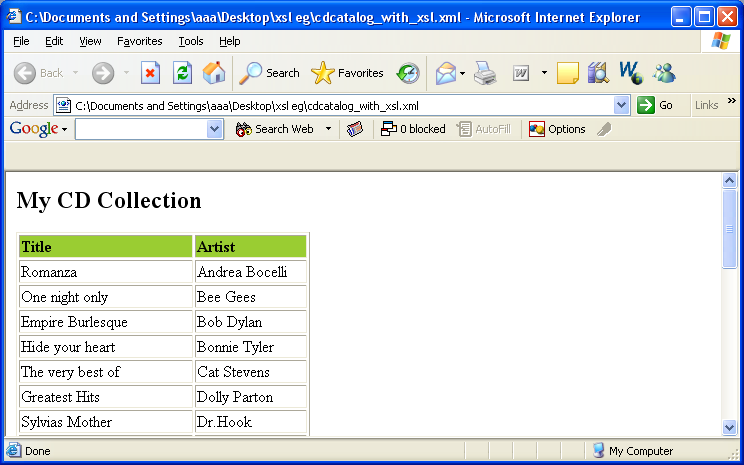 C:\Documents and Settings\aaa\Desktop\xsl eg\cdcatalog_with_xsl.xml - Microsoft Internet Explorer
File Edit View Favorites Tools Help
Back Search Favorites W W
Address C:\Documents and Settings\aaa\Desktop\xsl eg\cdcatalog_with_xsl.xml Go Links »
Google Search Web 0 blocked AutoFill Options
My CD Collection
Title Artist
Romanza Andrea Bocelli
One night only Bee Gees
Empire Burlesque Bob Dylan
Hide your heart Bonnie Tyler
The very best of Cat Stevens
Greatest Hits Dolly Parton
Sylvias Mother Dr.Hook
Done My Computer